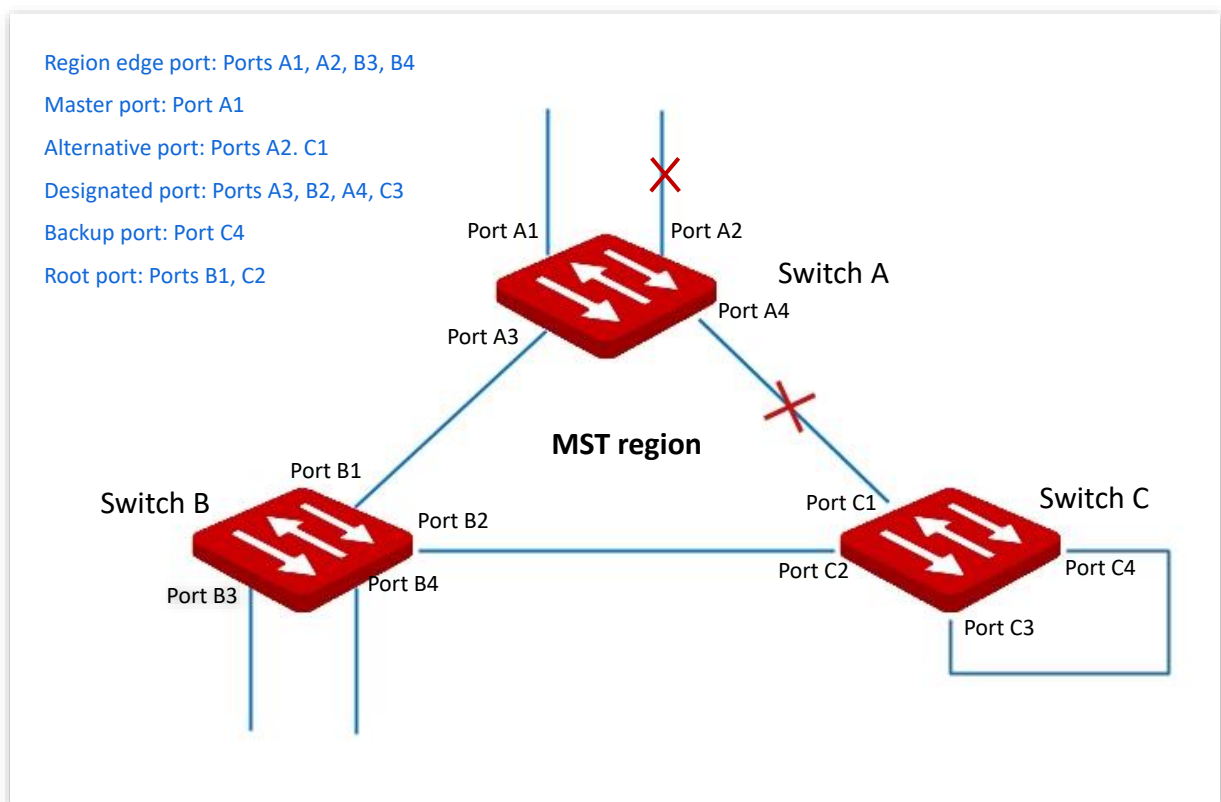 Region edge port: Ports A1, A2, B3, B4
Master port: Port A1
Alternative port: Ports A2. C1
Designated port: Ports A3, B2, A4, C3
Backup port: Port C4
Root port: Ports B1, C2
Port A1
Port A2
Switch A
Port A4
Port A3
MST region
Port B1
Switch B
Port B2
Port B4
Port B3
Port C1
Switch C
Port C2
Port C4
Port C3